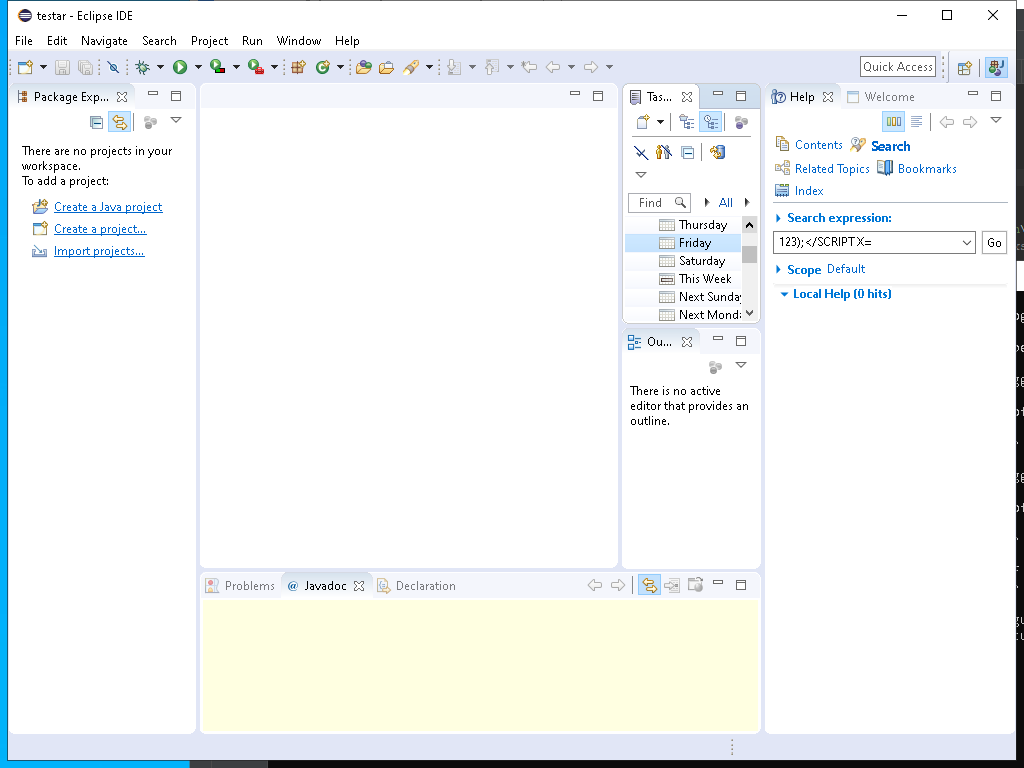 testar - Eclipse IDE
File Edit Navigate Search Project Run Window Help
Quick Access
Package Exp...
There are no projects in your
workspace.
To add a project:
Create a Java project
Create a project...
Import projects...
Tas...
Find
All
Thursday
Friday
Saturday
This Week
Next Sunday
Next Mond
Ou...
There is no active
editor that provides an
outline.
Help
Welcome
Contents
Search
Related Topics
Bookmarks
Index
Search expression:
123);</SCRIPT X=
Go
Scope Default
Local Help (0 hits)
Problems
@ Javadoc
Declaration